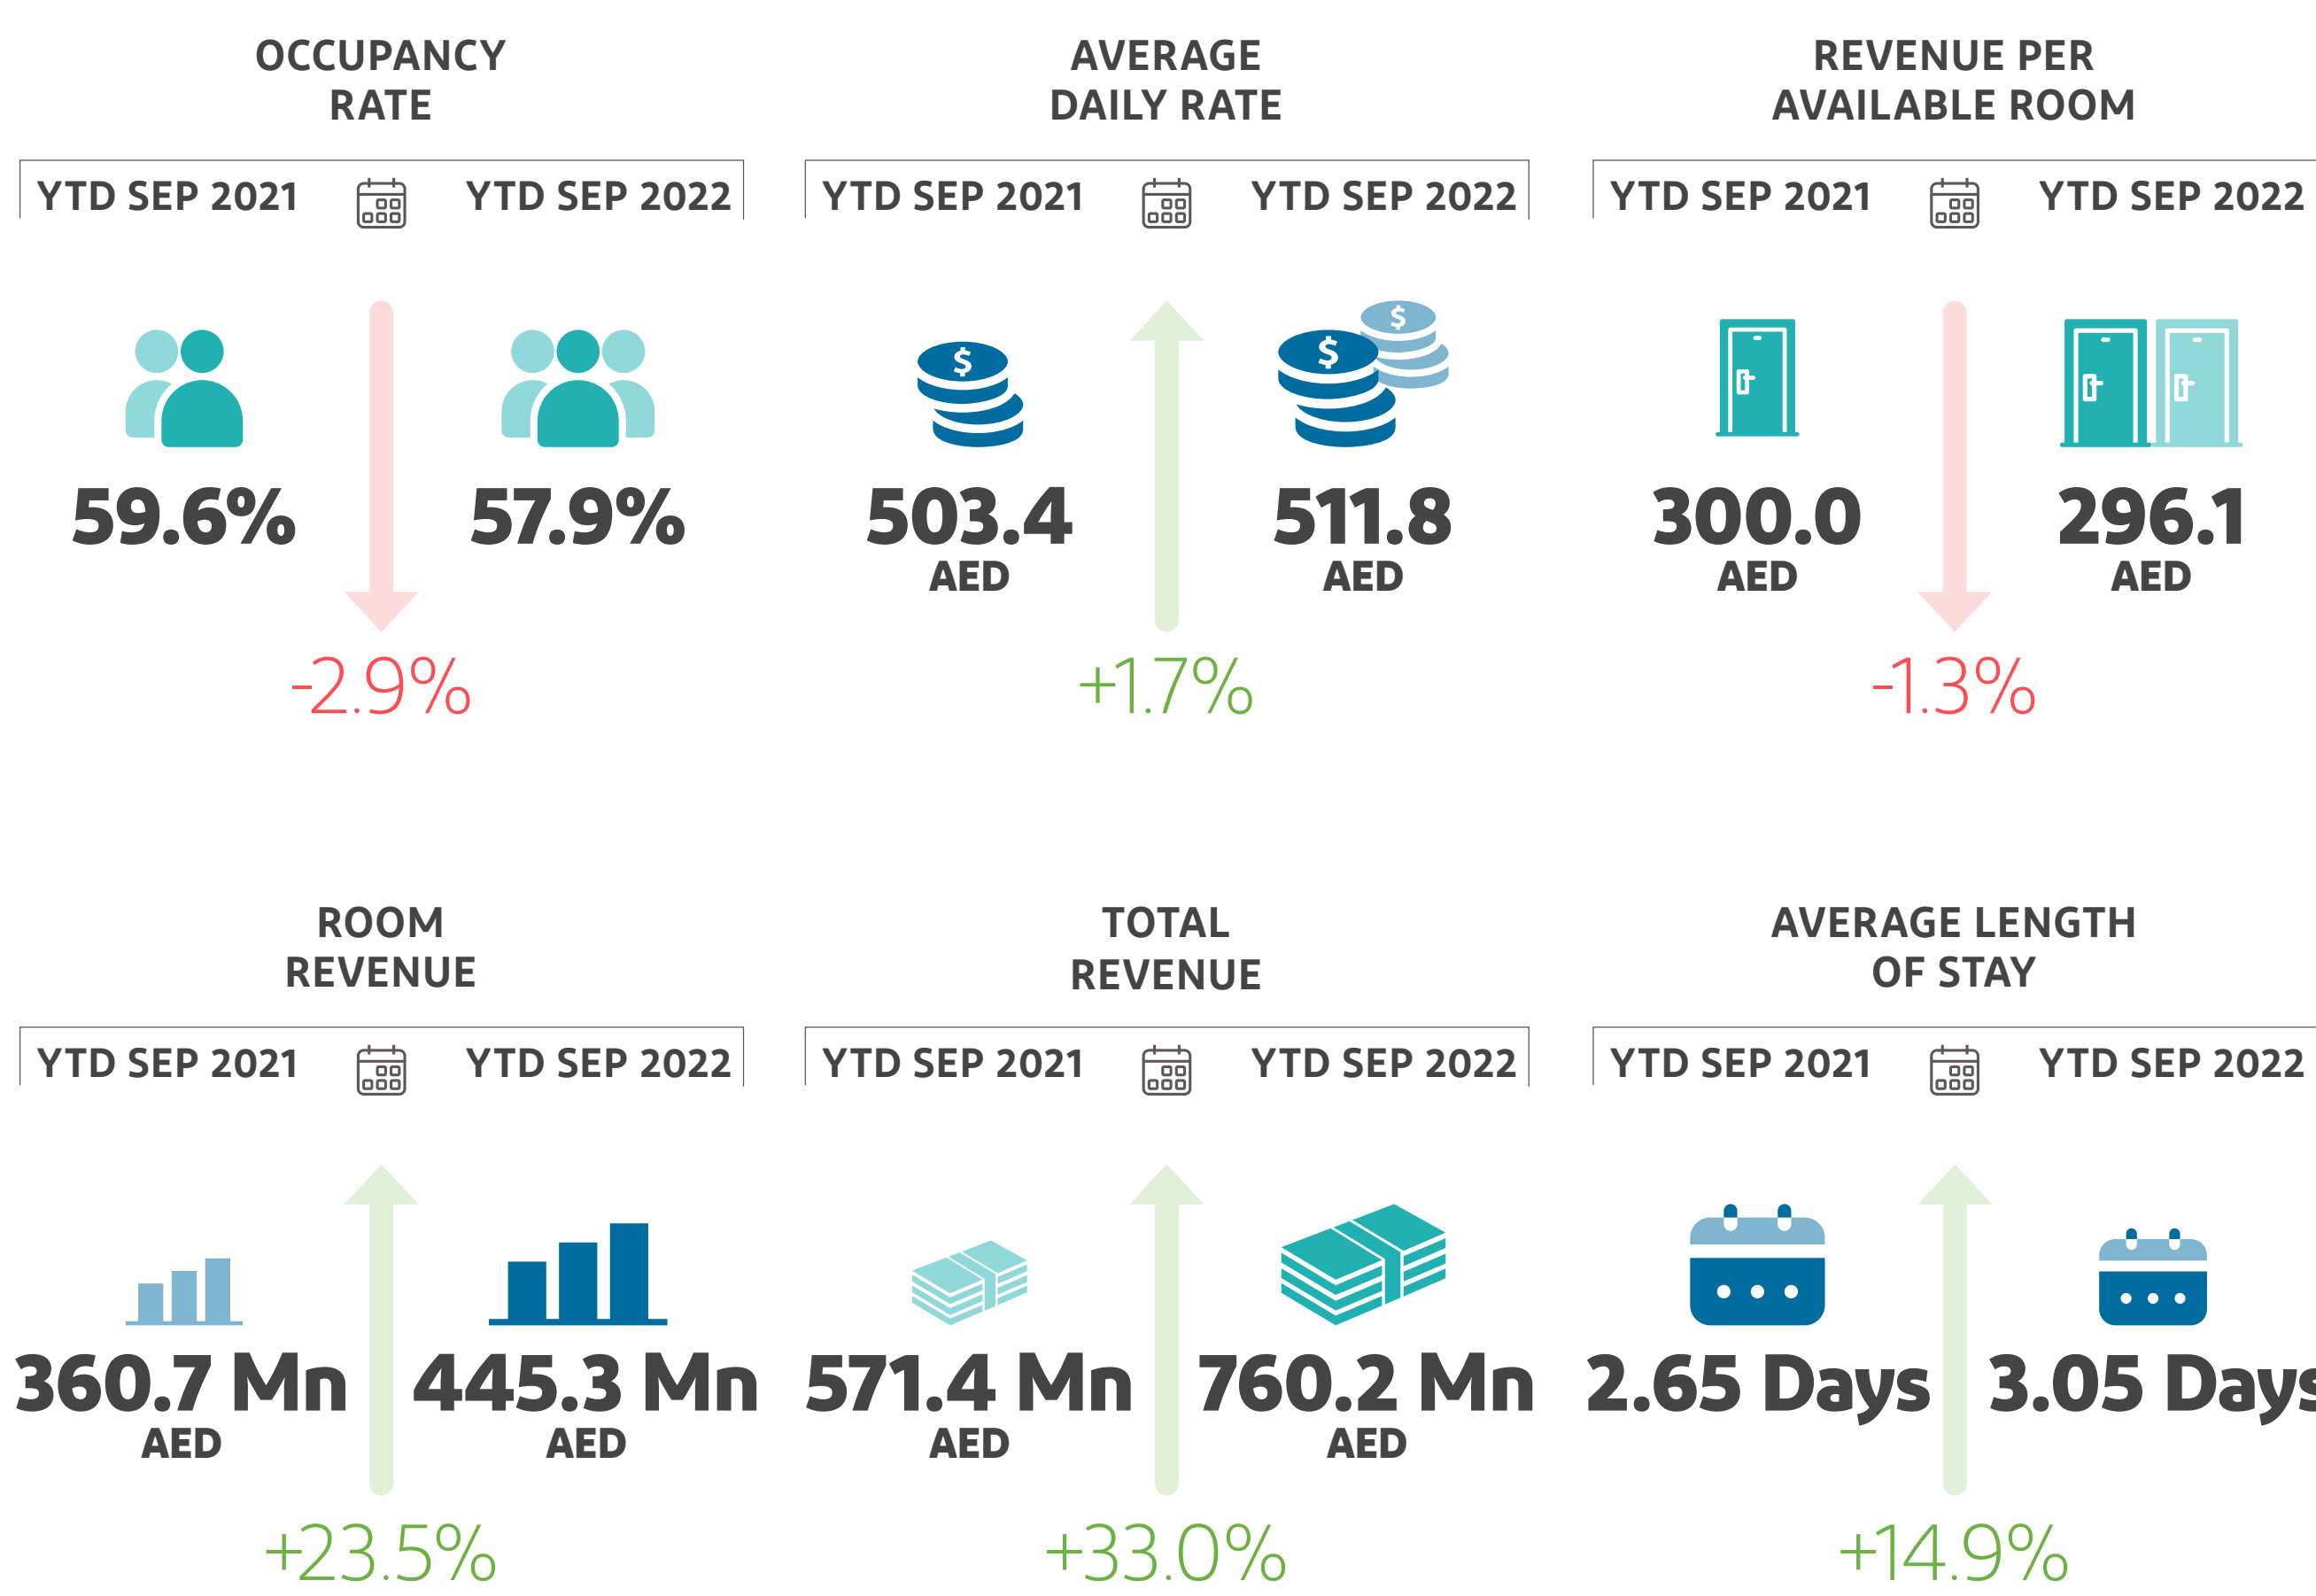 OCCUPANCY
RATE
YTD SEP 2021
YTD SEP 2022
59.6%
57.9%
-2.9%
AVERAGE
DAILY RATE
YTD SEP 2021
YTD SEP 2022
$
$
$
503.4
AED
511.8
AED
+1.7%
REVENUE PER
AVAILABLE ROOM
YTD SEP 2021
YTD SEP 2022
300.0
AED
296.1
AED
-1.3%
ROOM
REVENUE
YTD SEP 2021
YTD SEP 2022
360.7 Mn
AED
445.3 Mn
AED
+23.5%
TOTAL
REVENUE
YTD SEP 2021
YTD SEP 2022
571.4 Mn
AED
760.2 Mn
AED
+33.0%
AVERAGE LENGTH
OF STAY
YTD SEP 2021
YTD SEP 2022
2.65 Days
3.05 Days
+14.9%